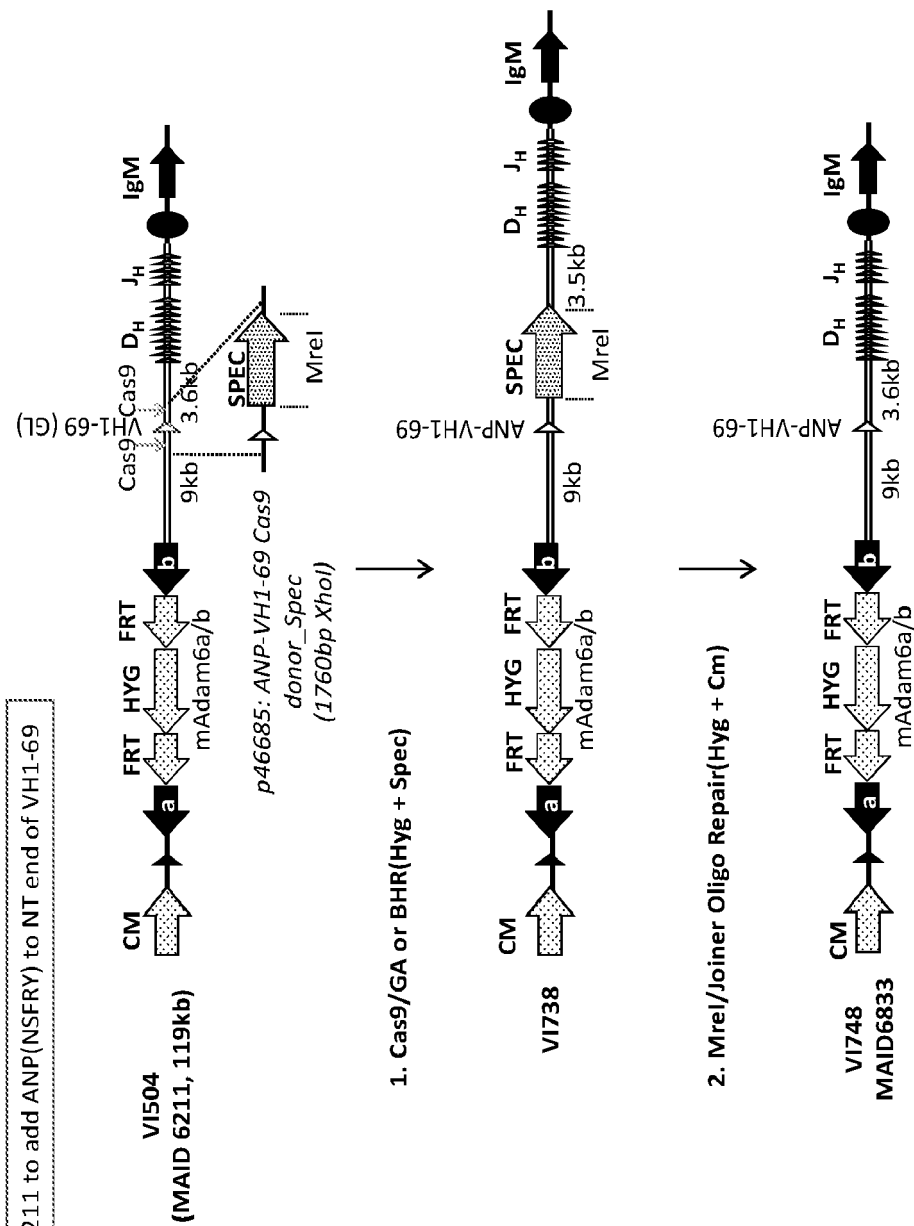 211 to add ANP(NSFRY) to NT end of VH1-69
VI504
(MAID 6211, 119kb)
CM
a
FRT
HYG
FRT
mAdam6a/b
b
9kb
Cas9
VH1-69 (GL)
Cas9
3.6kb
DH
JH
IgM
SPEC
MreI
p46685: ANP-VH1-69 Cas9
donor_Spec
(1760bp XhoI)
1. Cas9/GA or BHR(Hyg + Spec)
VI738
CM
a
FRT
HYG
FRT
mAdam6a/b
b
9kb
ANP-VH1-69
SPEC
MreI
3.5kb
DH
JH
IgM
2. MreI/Joiner Oligo Repair(Hyg + Cm)
VI748
MAID6833
CM
a
FRT
HYG
FRT
mAdam6a/b
b
9kb
ANP-VH1-69
3.6kb
DH
JH
IgM